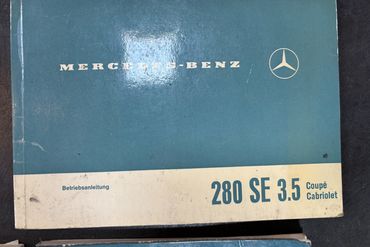 MERCEDES-BENZ
Betriebsanleitung
280 SE 3.5 Coupé
Cabriolet